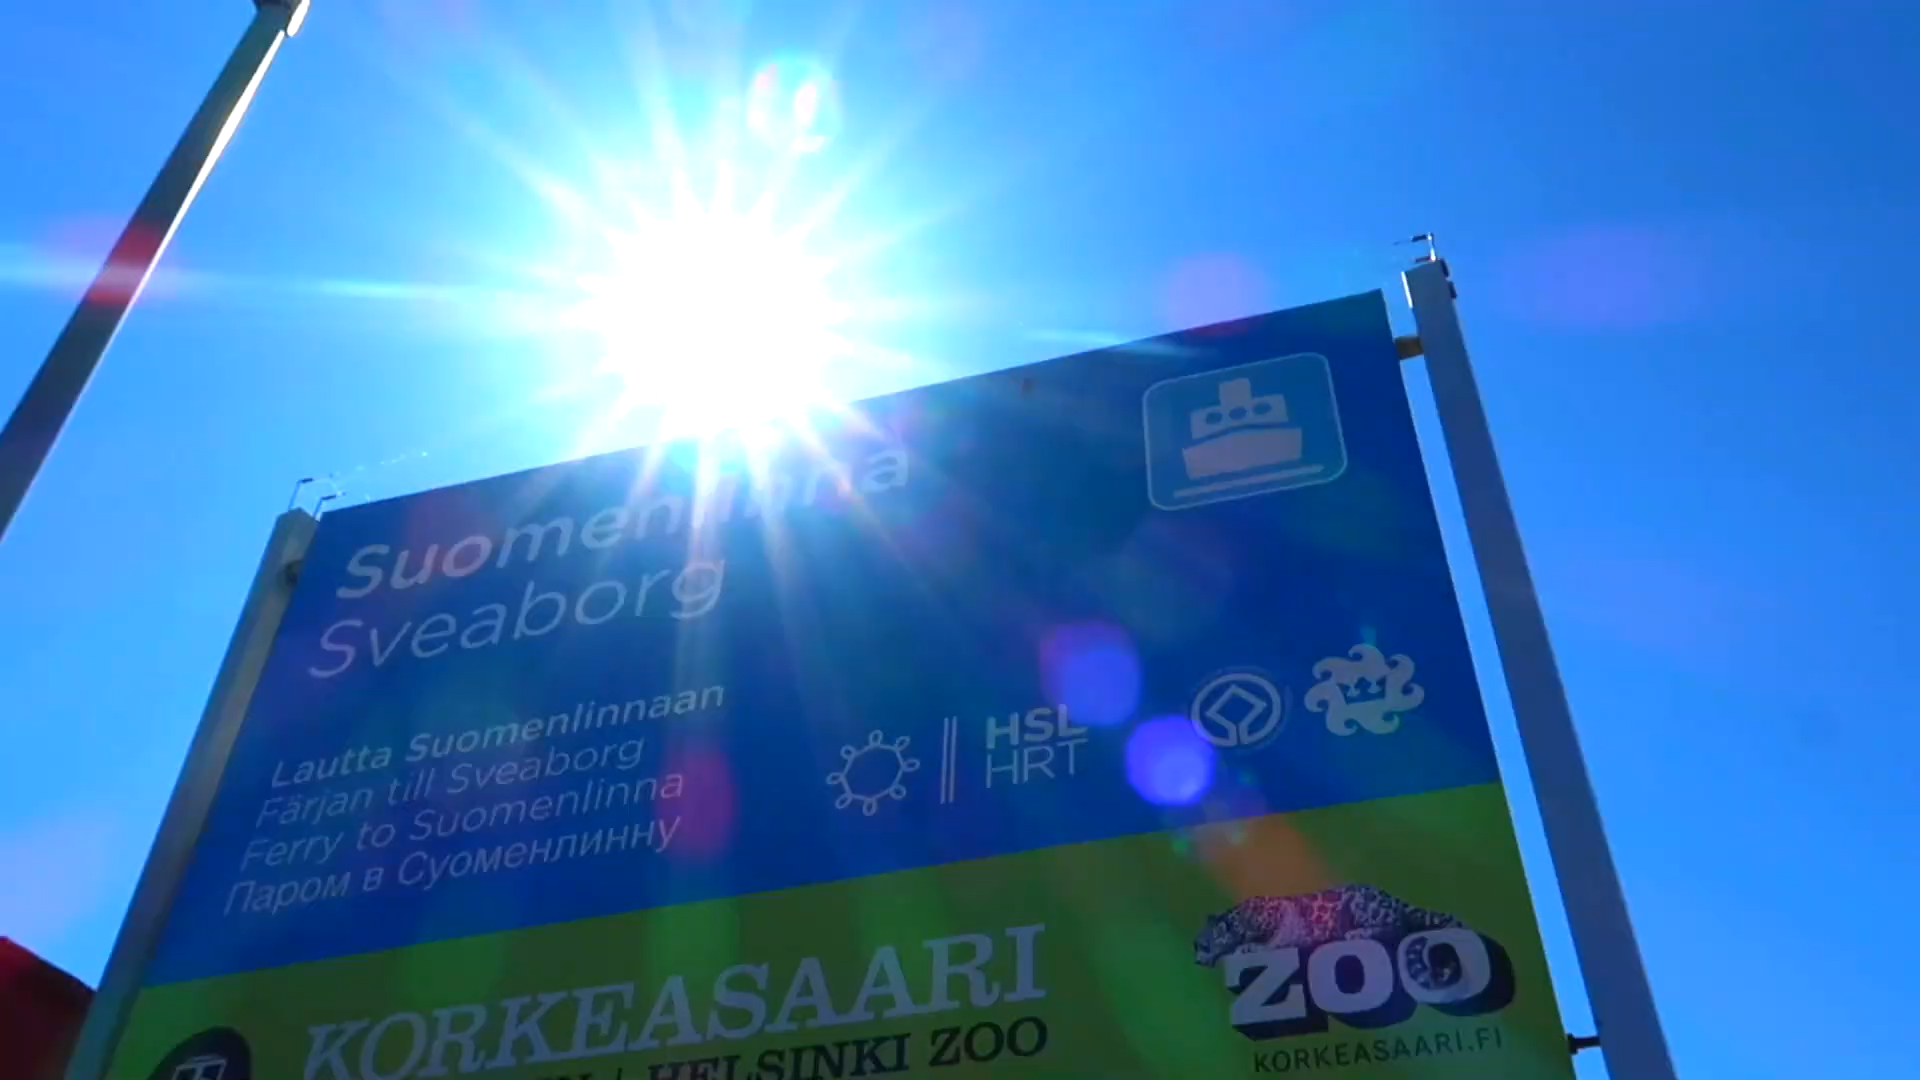 Suomenlinna
Sveaborg
Lautta Suomenlinnaan
Färjan till Sveaborg
Ferry to Suomenlinna
Паром в Суоменлинну
HSL
HRT
KORKEASAARI
HELSINKI ZOO
ZOO
KORKEASAARI.FI